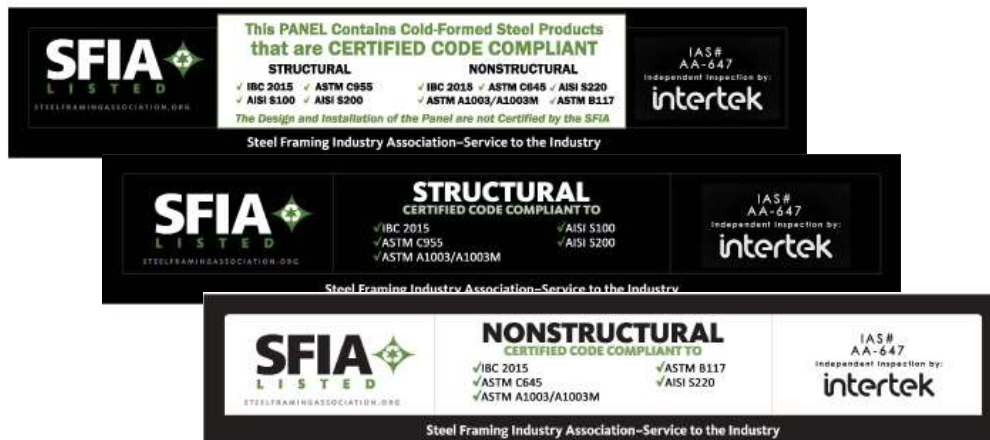 SFIA
LISTED
STEELFRAMINGASSOCIATION.ORG
This PANEL Contains Cold-Formed Steel Products
that are CERTIFIED CODE COMPLIANT
STRUCTURAL
✓ IBC 2015 ✓ ASTM C955
✓ AISI S100 ✓ AISI S200
NONSTRUCTURAL
✓ IBC 2015 ✓ ASTM C645 ✓ AISI S220
✓ ASTM A1003/A1003M ✓ ASTM B117
The Design and Installation of the Panel are not Certified by the SFIA
IAS#
AA-647
Independent Inspection by:
intertek
Steel Framing Industry Association–Service to the Industry
SFIA
LISTED
STEELFRAMINGASSOCIATION.ORG
STRUCTURAL
CERTIFIED CODE COMPLIANT TO
✓IBC 2015
✓ASTM C955
✓ASTM A1003/A1003M
✓AISI S100
✓AISI S200
IAS#
AA-647
Independent Inspection by:
intertek
Steel Framing Industry Association–Service to the Industry
SFIA
LISTED
STEELFRAMINGASSOCIATION.ORG
NONSTRUCTURAL
CERTIFIED CODE COMPLIANT TO
✓IBC 2015
✓ASTM C645
✓ASTM A1003/A1003M
✓ASTM B117
✓AISI S220
IAS#
AA-647
Independent Inspection by:
intertek
Steel Framing Industry Association–Service to the Industry